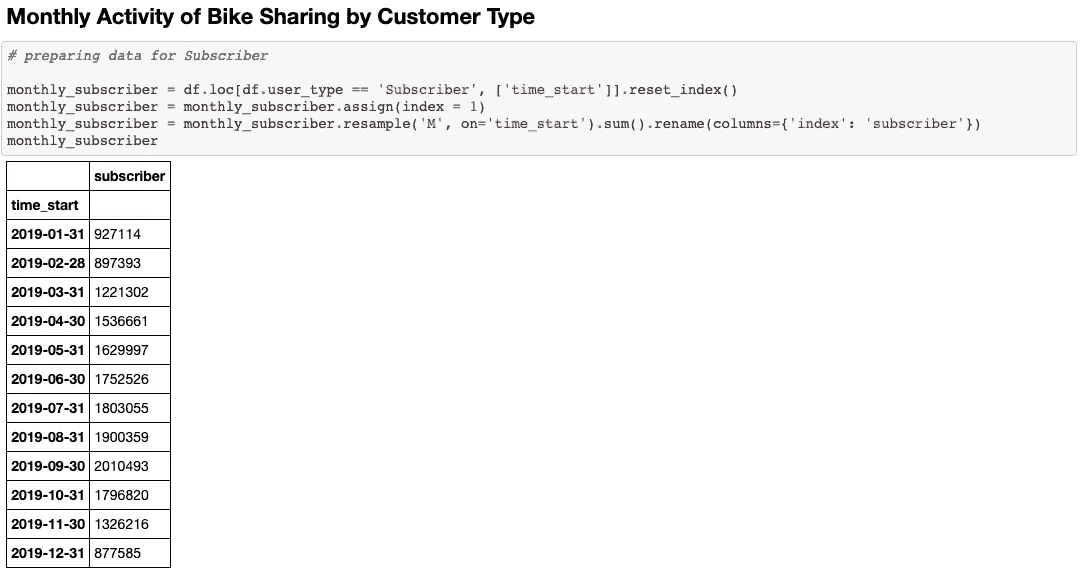 Monthly Activity of Bike Sharing by Customer Type
# preparing data for Subscriber
monthly_subscriber = df.loc[df.user_type == 'Subscriber', ['time_start']].reset_index()
monthly_subscriber = monthly_subscriber.assign(index = 1)
monthly_subscriber = monthly_subscriber.resample('M', on='time_start').sum().rename(columns={'index': 'subscriber'})
monthly_subscriber
subscriber
time_start
2019-01-31 927114
2019-02-28 897393
2019-03-31 1221302
2019-04-30 1536661
2019-05-31 1629997
2019-06-30 1752526
2019-07-31 1803055
2019-08-31 1900359
2019-09-30 2010493
2019-10-31 1796820
2019-11-30 1326216
2019-12-31 877585